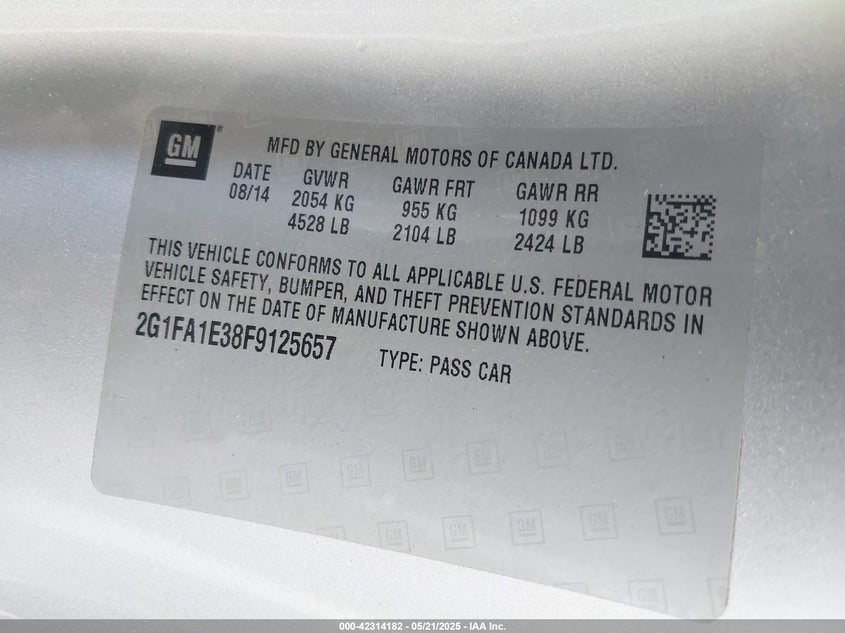 GM ® MFD BY GENERAL MOTORS OF CANADA LTD.
DATE GVWR GAWR FRT GAWR RR
08/14 2054 KG 955 KG 1099 KG
4528 LB 2104 LB 2424 LB
THIS VEHICLE CONFORMS TO ALL APPLICABLE U.S. FEDERAL MOTOR
VEHICLE SAFETY, BUMPER, AND THEFT PREVENTION STANDARDS IN
EFFECT ON THE DATE OF MANUFACTURE SHOWN ABOVE.
2G1FA1E38F9125657 TYPE: PASS CAR
000-42314182 - 05/21/2025 - IAA Inc.